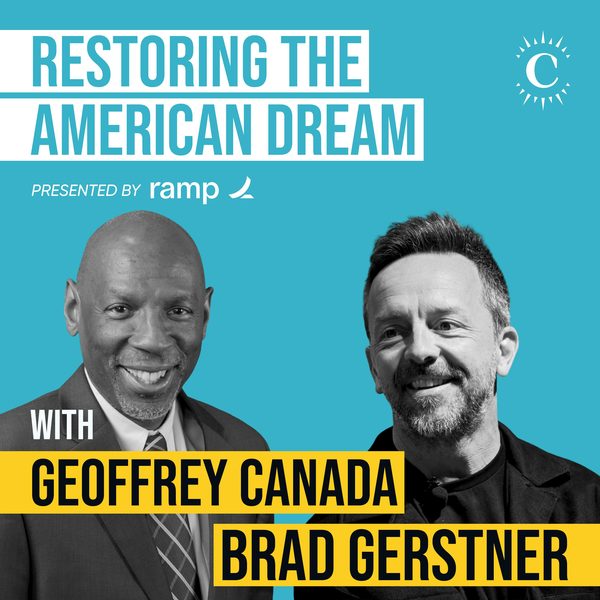 RESTORING THE
AMERICAN DREAM
C
PRESENTED BY ramp
WITH
GEOFFREY CANADA
BRAD GERSTNER